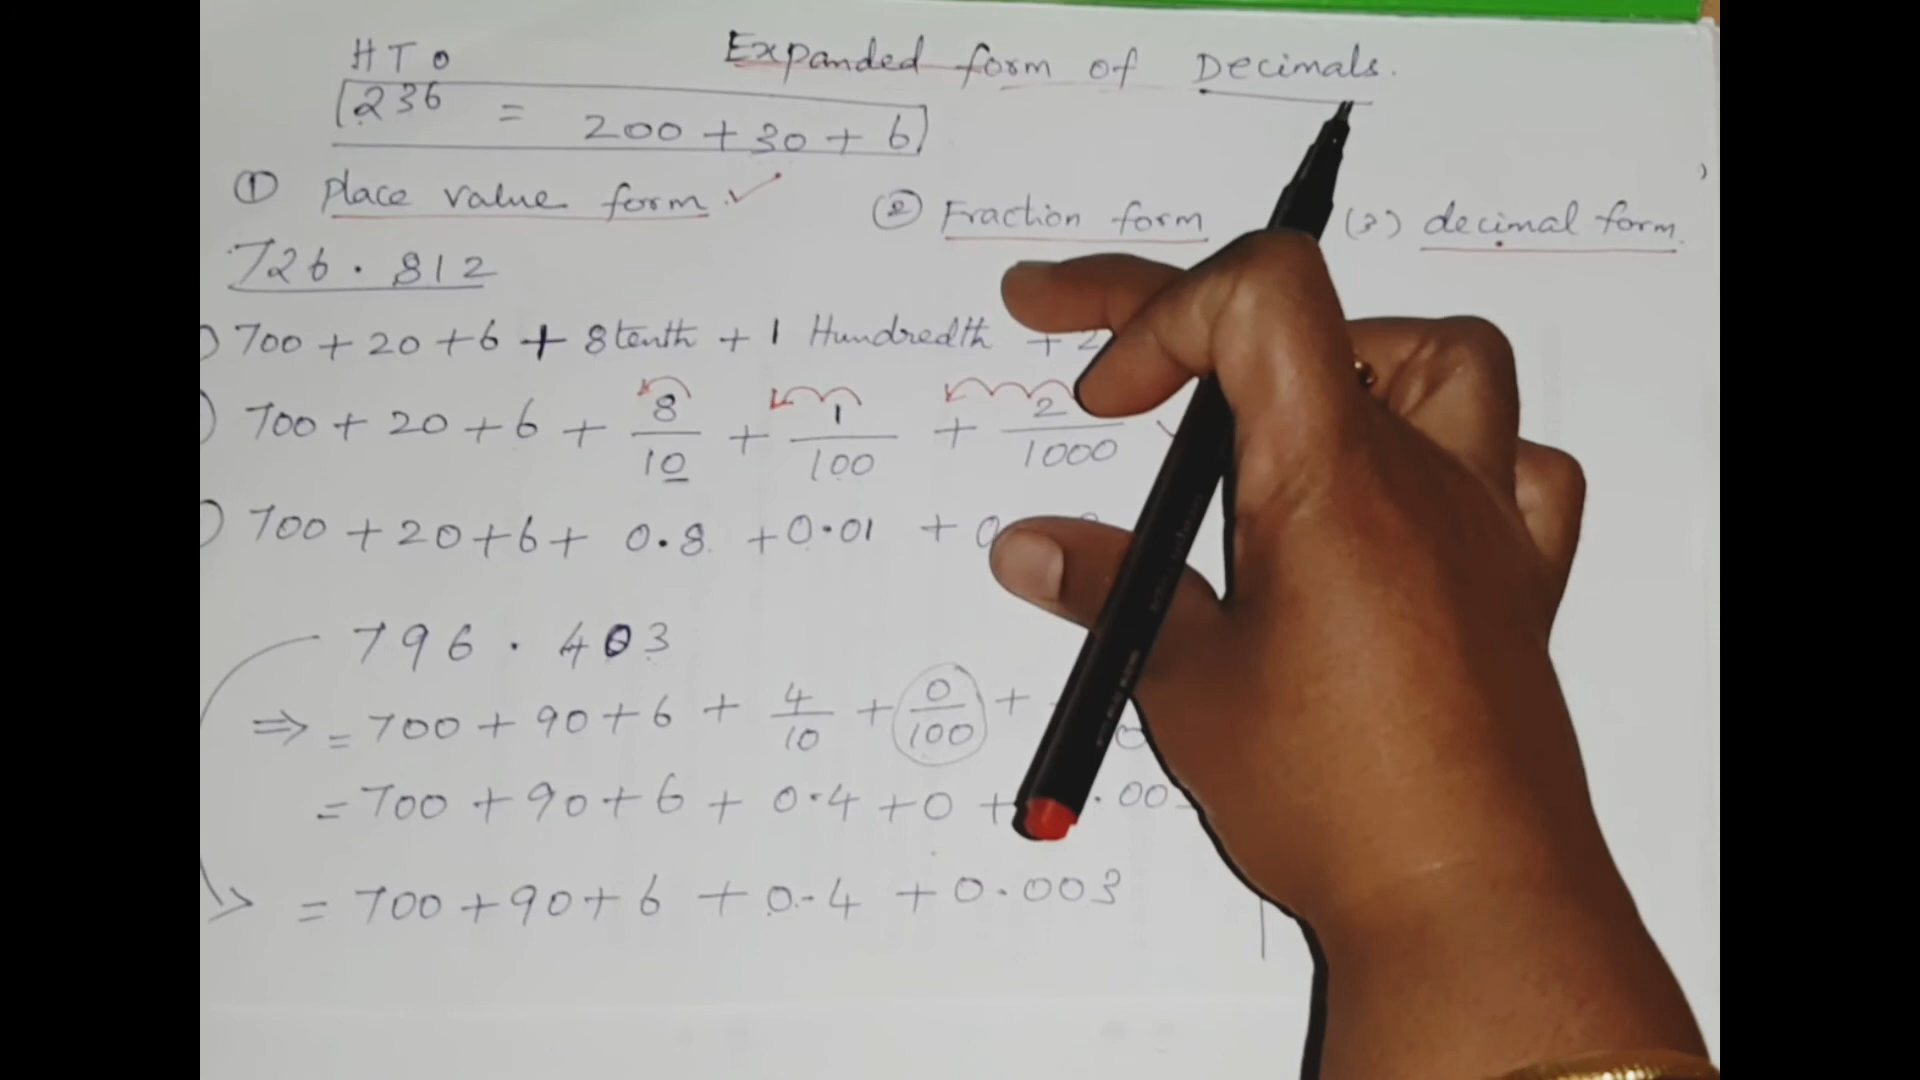 H T O
Expanded form of Decimals.
236 = 200 + 30 + 6
① Place value form ✓
(2) Fraction form
(3) decimal form.
726.812
) 700 + 20 + 6 + 8 tenth + 1 Hundredth + 2
) 700 + 20 + 6 + 8/10 + 1/100 + 2/1000
) 700 + 20 + 6 + 0.8 + 0.01 + 0
796.403
⇒ = 700 + 90 + 6 + 4/10 + 0/100 +
= 700 + 90 + 6 + 0.4 + 0 + .00
= 700 + 90 + 6 + 0.4 + 0.003